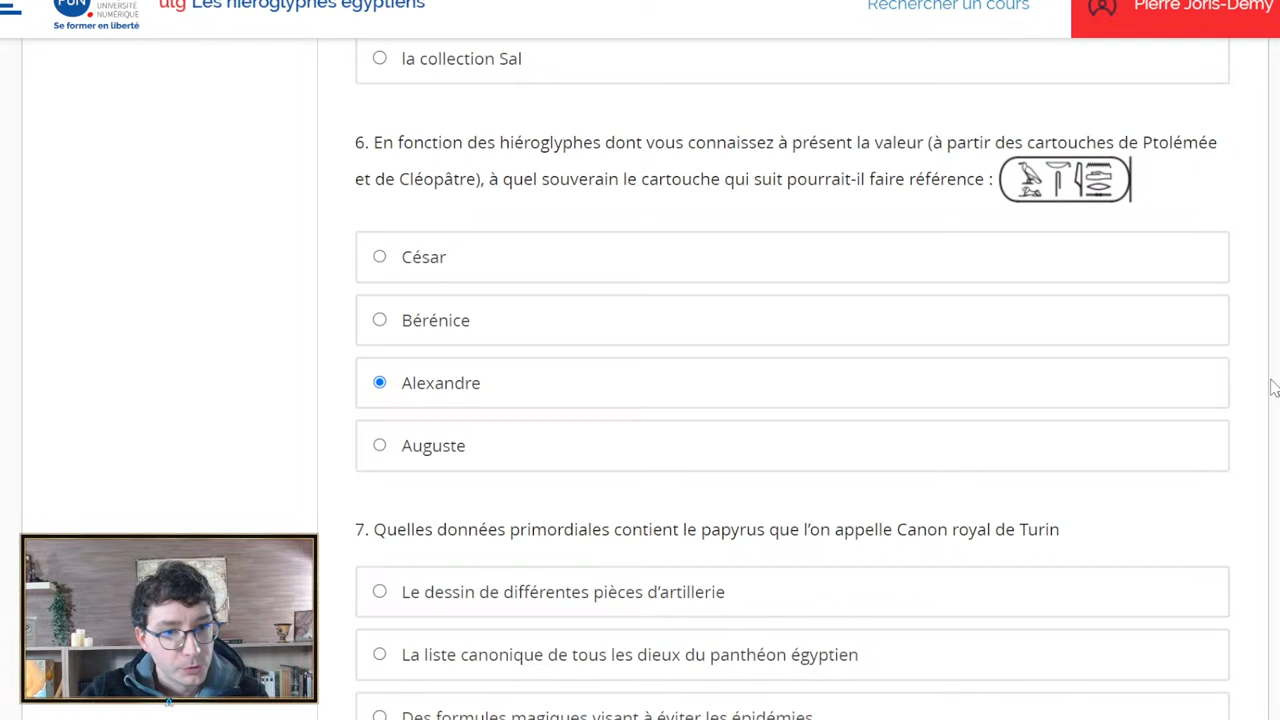 FUN UNIVERSITÉ
NUMÉRIQUE
Se former en liberté
ulg Les hiéroglyphes égyptiens
Rechercher un cours
Pierre Joris-Demy
la collection Sal
6. En fonction des hiéroglyphes dont vous connaissez à présent la valeur (à partir des cartouches de Ptolémée
et de Cléopâtre), à quel souverain le cartouche qui suit pourrait-il faire référence :
César
Bérénice
Alexandre
Auguste
7. Quelles données primordiales contient le papyrus que l’on appelle Canon royal de Turin
Le dessin de différentes pièces d’artillerie
La liste canonique de tous les dieux du panthéon égyptien
Des formules magiques visant à éviter les épidémies